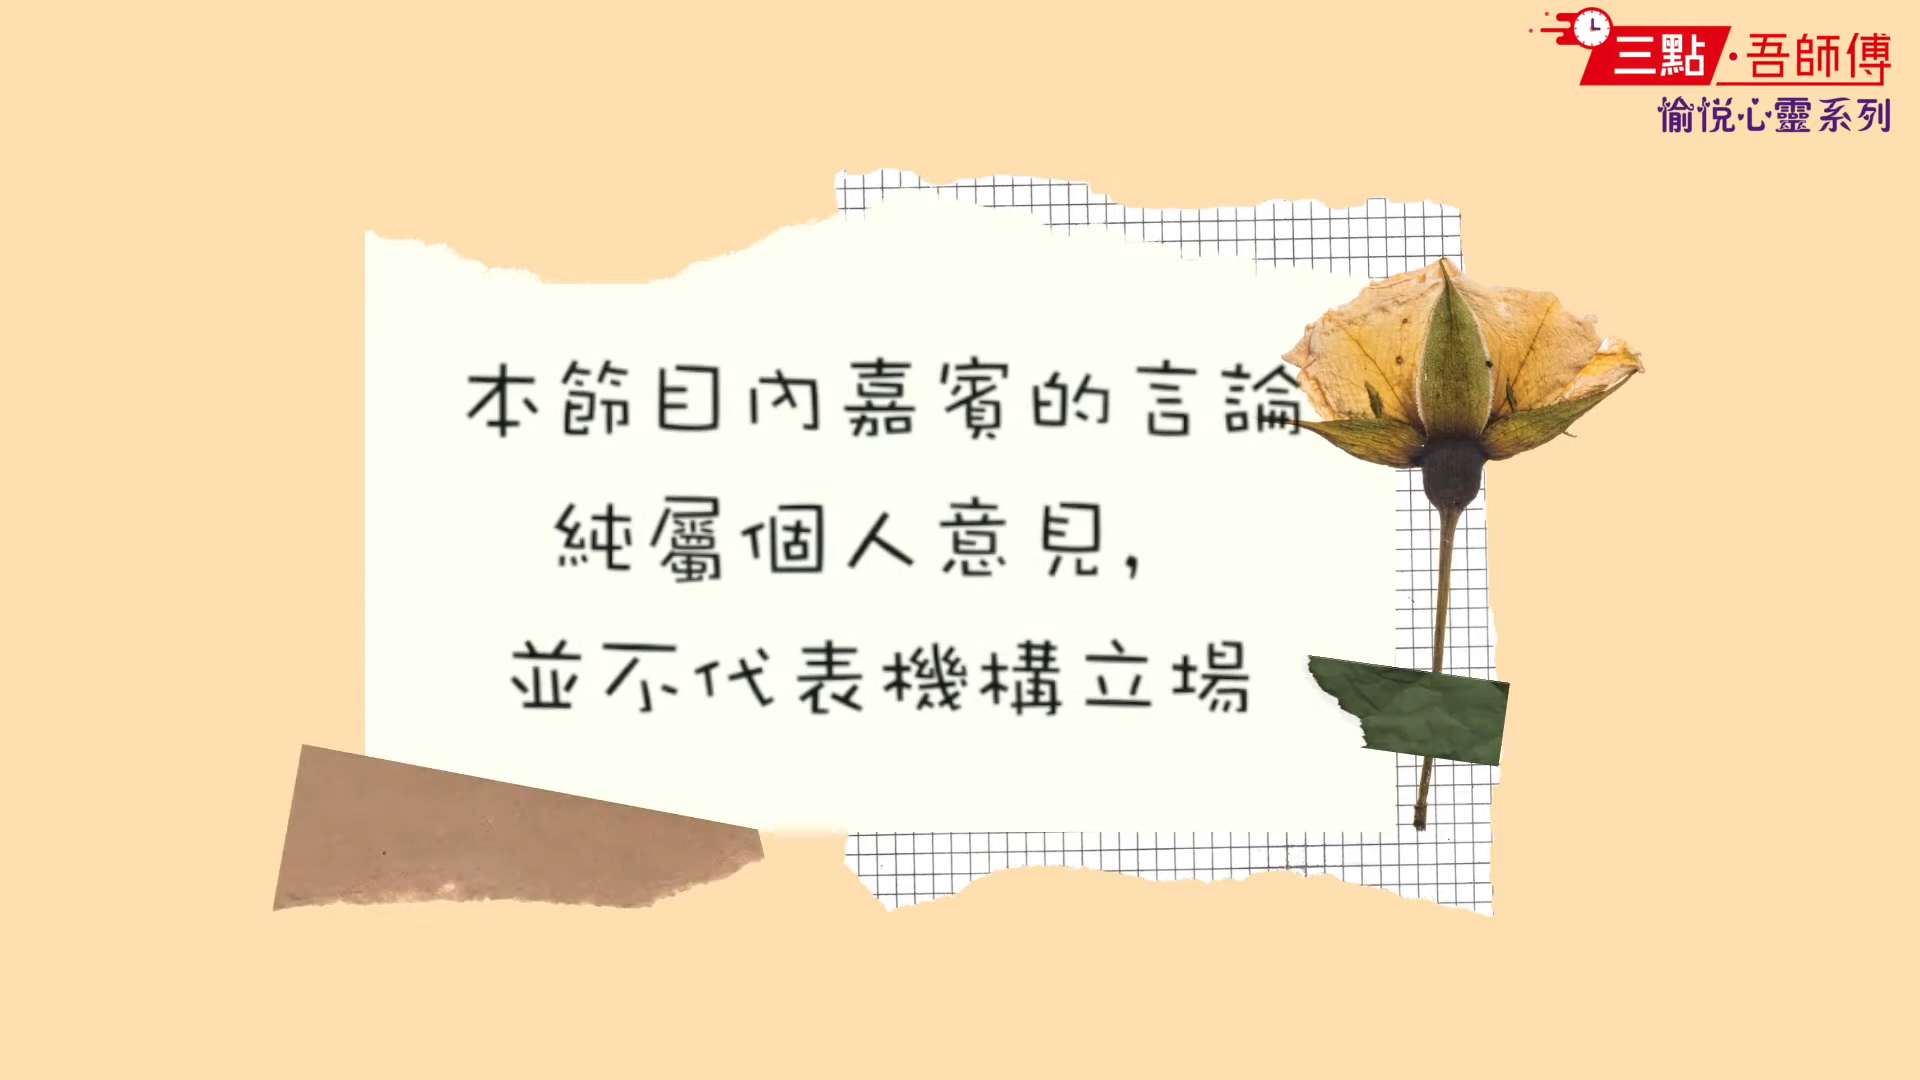 三點·吾師傅
愉悅心靈系列
本節目內嘉賓的言論
純屬個人意見,
並不代表機構立場